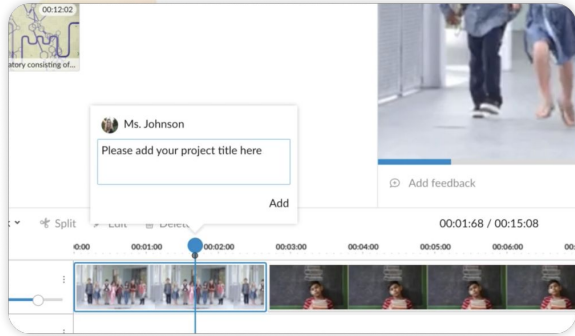 00:12:02
atory consisting of...
Ms. Johnson
Please add your project title here
Add
Add feedback
Split
Edit
Delete
00:01:68 / 00:15:08
0:00
00:01:00
00:02:00
00:03:00
00:04:00
00:05:00
00:06:00
00: